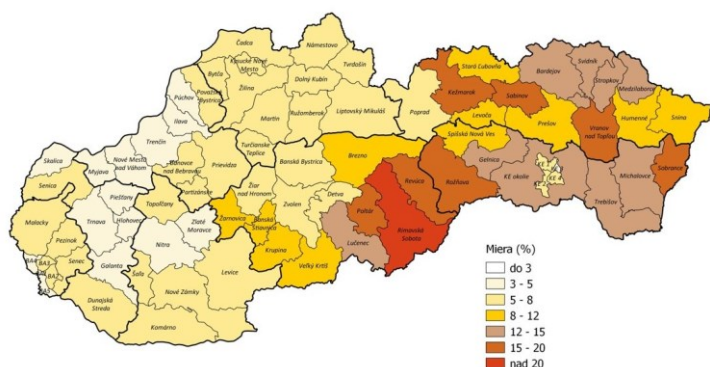 Čadca
Námestovo
Kysucké Nové
Mesto
Tvrdošín
Bytča
Považská
Bystrica
Žilina
Dolný Kubín
Púchov
Martin
Ružomberok
Liptovský Mikuláš
Ilava
Trenčín
Turčianske
Teplice
Poprad
Stará Ľubovňa
Kežmarok
Sabinov
Bardejov
Svidník
Stropkov
Medzilaborce
Levoča
Prešov
Vranov
nad Topľou
Humenné
Snina
Spišská Nová Ves
Gelnica
KE okolie
Michalovce
Sobrance
Trebišov
Rožňava
Skalica
Myjava
Nové Mesto
nad Váhom
Bánovce
nad Bebravou
Prievidza
Banská Bystrica
Brezno
Senica
Piešťany
Partizánske
Topoľčany
Žiar
nad Hronom
Zvolen
Detva
Revúca
Malacky
Trnava
Hlohovec
Zlaté
Moravce
Žarnovica
Banská
Štiavnica
Poltár
Rimavská
Sobota
Pezinok
Nitra
Krupina
Lučenec
Senec
Galanta
Šaľa
Levice
Veľký Krtíš
Dunajská
Streda
Nové Zámky
Komárno
Miera (%)
do 3
3 - 5
5 - 8
8 - 12
12 - 15
15 - 20
nad 20